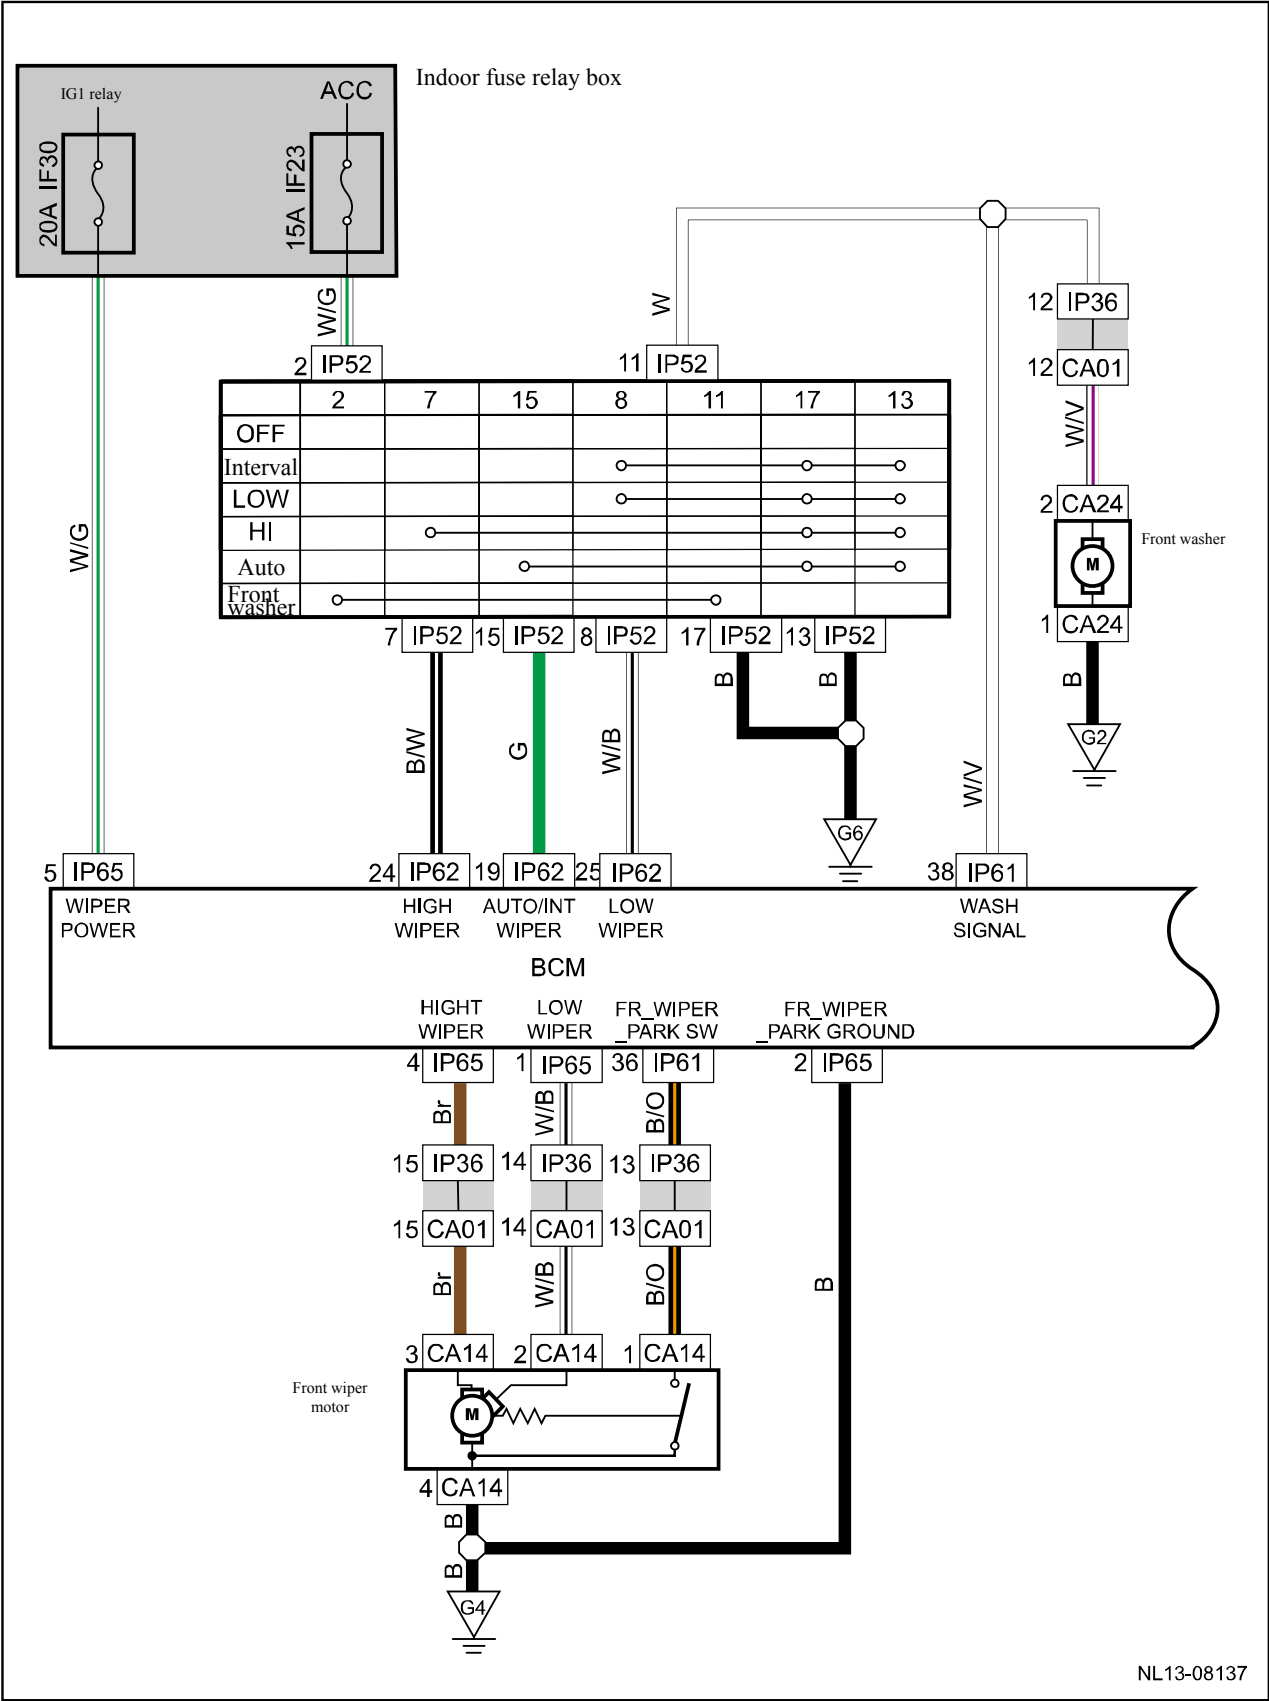 Indoor fuse relay box
IG1 relay
ACC
20A IF30
15A IF23
W/G
W
12 IP36
2 IP52
11 IP52
12 CA01
W/V
2 7 15 8 11 17 13
OFF
Interval
LOW
HI
Auto
Front
washer
W/G
2 CA24
M
Front washer
1 CA24
7 IP52 15 IP52 8 IP52 17 IP52 13 IP52
B B B
B/W G W/B
G2
W/V
G6
5 IP65 24 IP62 19 IP62 25 IP62 38 IP61
WIPER
POWER
HIGH
WIPER
AUTO/INT
WIPER
LOW
WIPER
WASH
SIGNAL
BCM
HIGHT
WIPER
LOW
WIPER
FR_WIPER
_PARK SW
FR_WIPER
_PARK GROUND
4 IP65 1 IP65 36 IP61 2 IP65
Br W/B B/O
15 IP36 14 IP36 13 IP36
15 CA01 14 CA01 13 CA01
Br W/B B/O B
3 CA14 2 CA14 1 CA14
Front wiper
motor
M
4 CA14
B
B
G4
NL13-08137